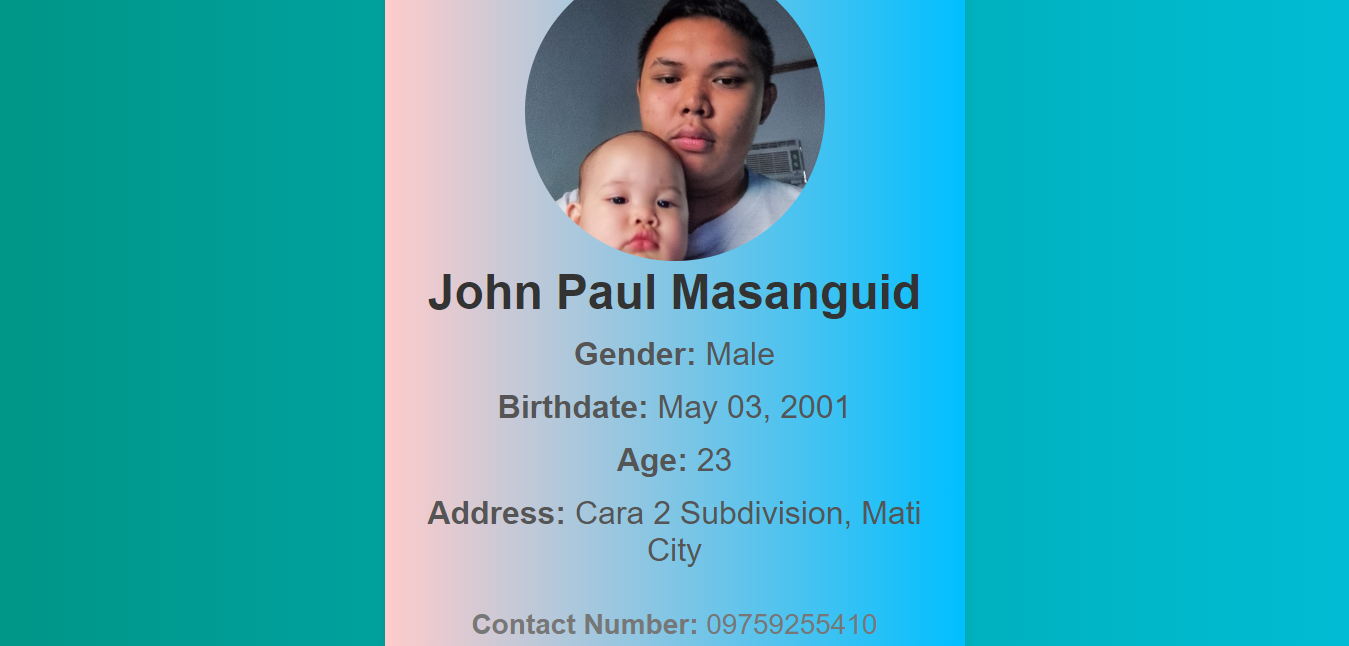 John Paul Masanguid
Gender: Male
Birthdate: May 03, 2001
Age: 23
Address: Cara 2 Subdivision, Mati
City
Contact Number: 09759255410